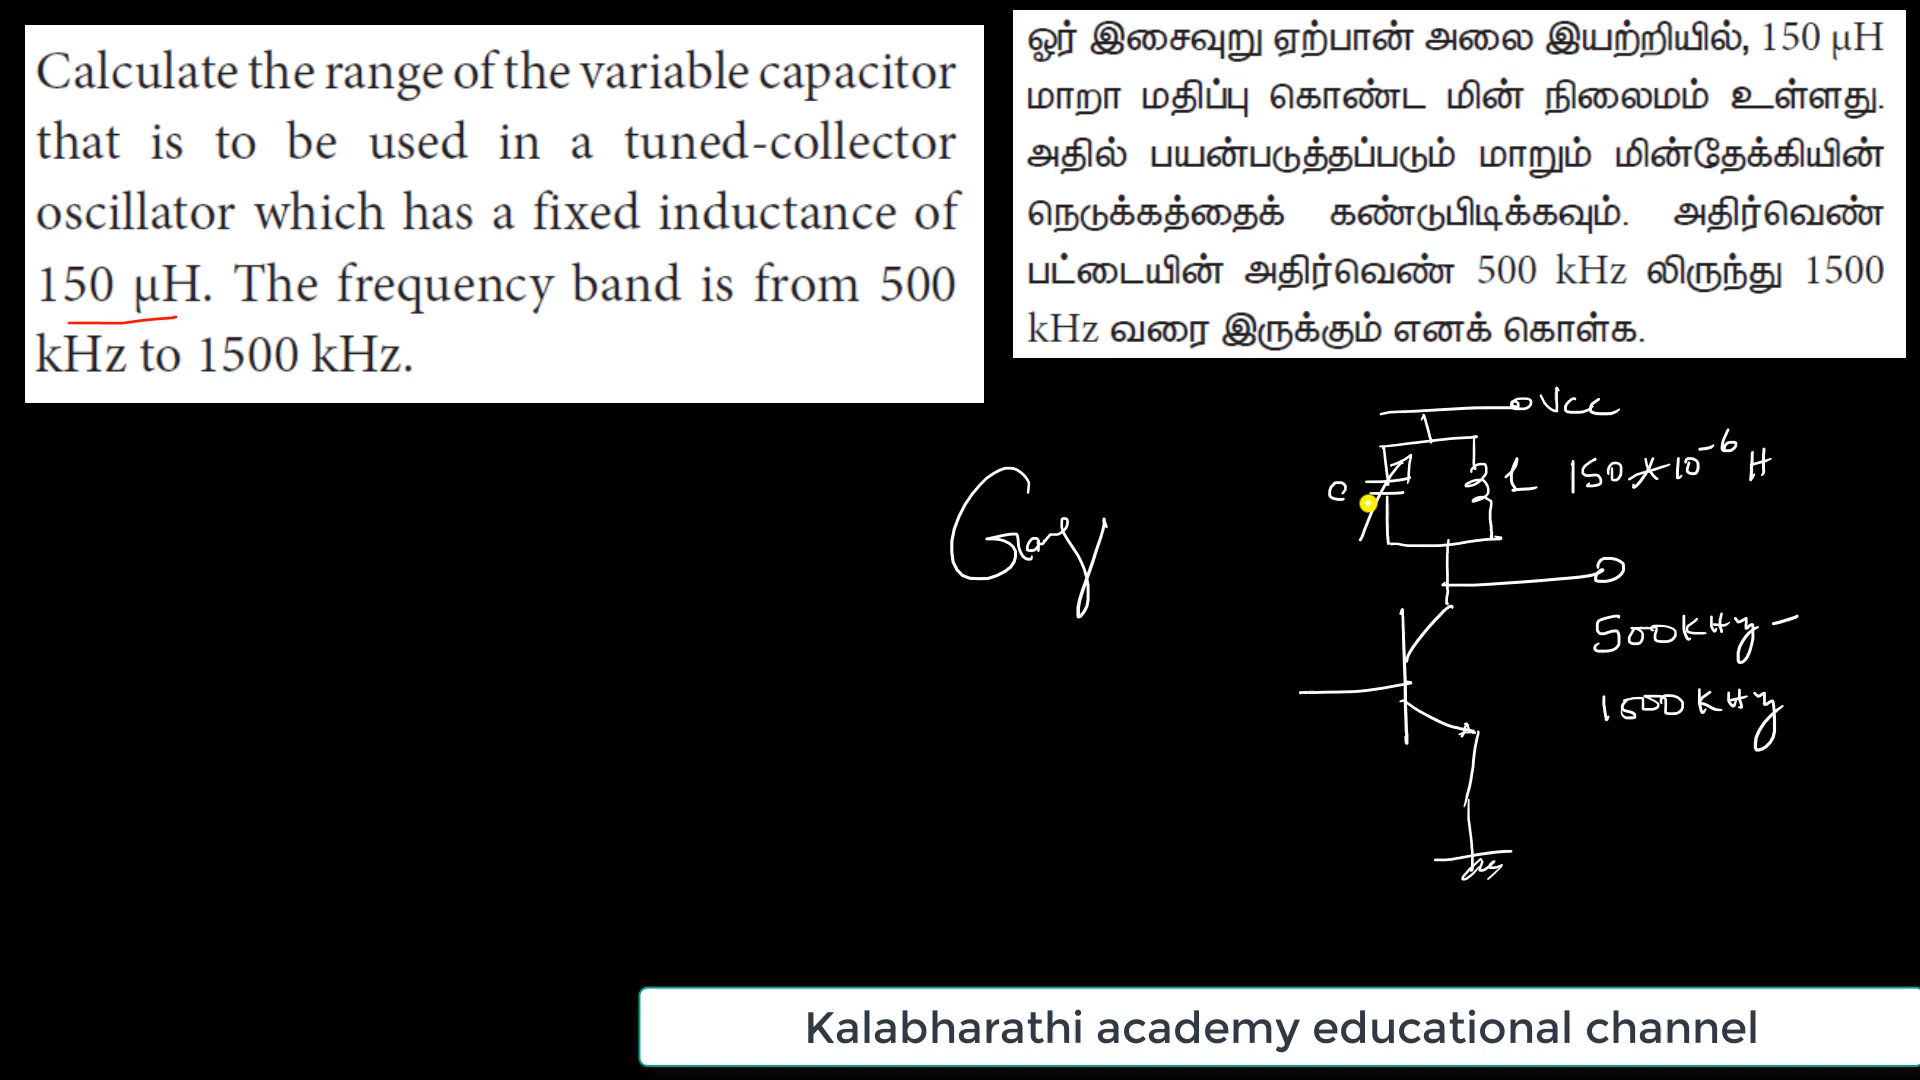 Calculate the range of the variable capacitor
that is to be used in a tuned-collector
oscillator which has a fixed inductance of
150 μH. The frequency band is from 500
kHz to 1500 kHz.
ஓர் இசைவுறு ஏற்பான் அலை இயற்றியில், 150 μH
மாறா மதிப்பு கொண்ட மின் நிலைமம் உள்ளது.
அதில் பயன்படுத்தப்படும் மாறும் மின்தேக்கியின்
நெடுக்கத்தைக் கண்டுபிடிக்கவும். அதிர்வெண்
பட்டையின் அதிர்வெண் 500 kHz லிருந்து 1500
kHz வரை இருக்கும் எனக் கொள்க.
VCC
C
L 150*10⁻⁶ H
500KHz -
1500KHz
Kalabharathi academy educational channel